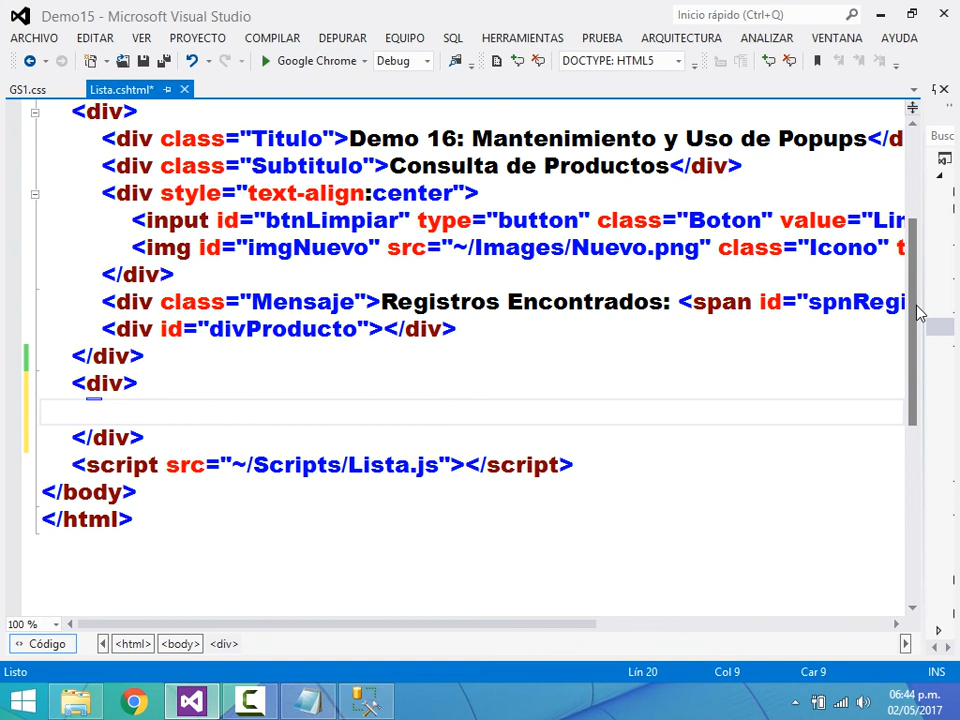 Demo15 - Microsoft Visual Studio
Inicio rápido (Ctrl+Q)
ARCHIVO EDITAR VER PROYECTO COMPILAR DEPURAR EQUIPO SQL HERRAMIENTAS PRUEBA ARQUITECTURA ANALIZAR VENTANA AYUDA
Google Chrome Debug DOCTYPE: HTML5
GS1.css Lista.cshtml*
Busc
<div>
<div class="Titulo">Demo 16: Mantenimiento y Uso de Popups</d
<div class="Subtitulo">Consulta de Productos</div>
<div style="text-align:center">
<input id="btnLimpiar" type="button" class="Boton" value="Lin
<img id="imgNuevo" src="~/Images/Nuevo.png" class="Icono" t
</div>
<div class="Mensaje">Registros Encontrados: <span id="spnRegi
<div id="divProducto"></div>
</div>
<div>
</div>
<script src="~/Scripts/Lista.js"></script>
</body>
</html>
100 %
Código <html> <body> <div>
Listo Lín 20 Col 9 Car 9 INS
06:44 p.m.
02/05/2017